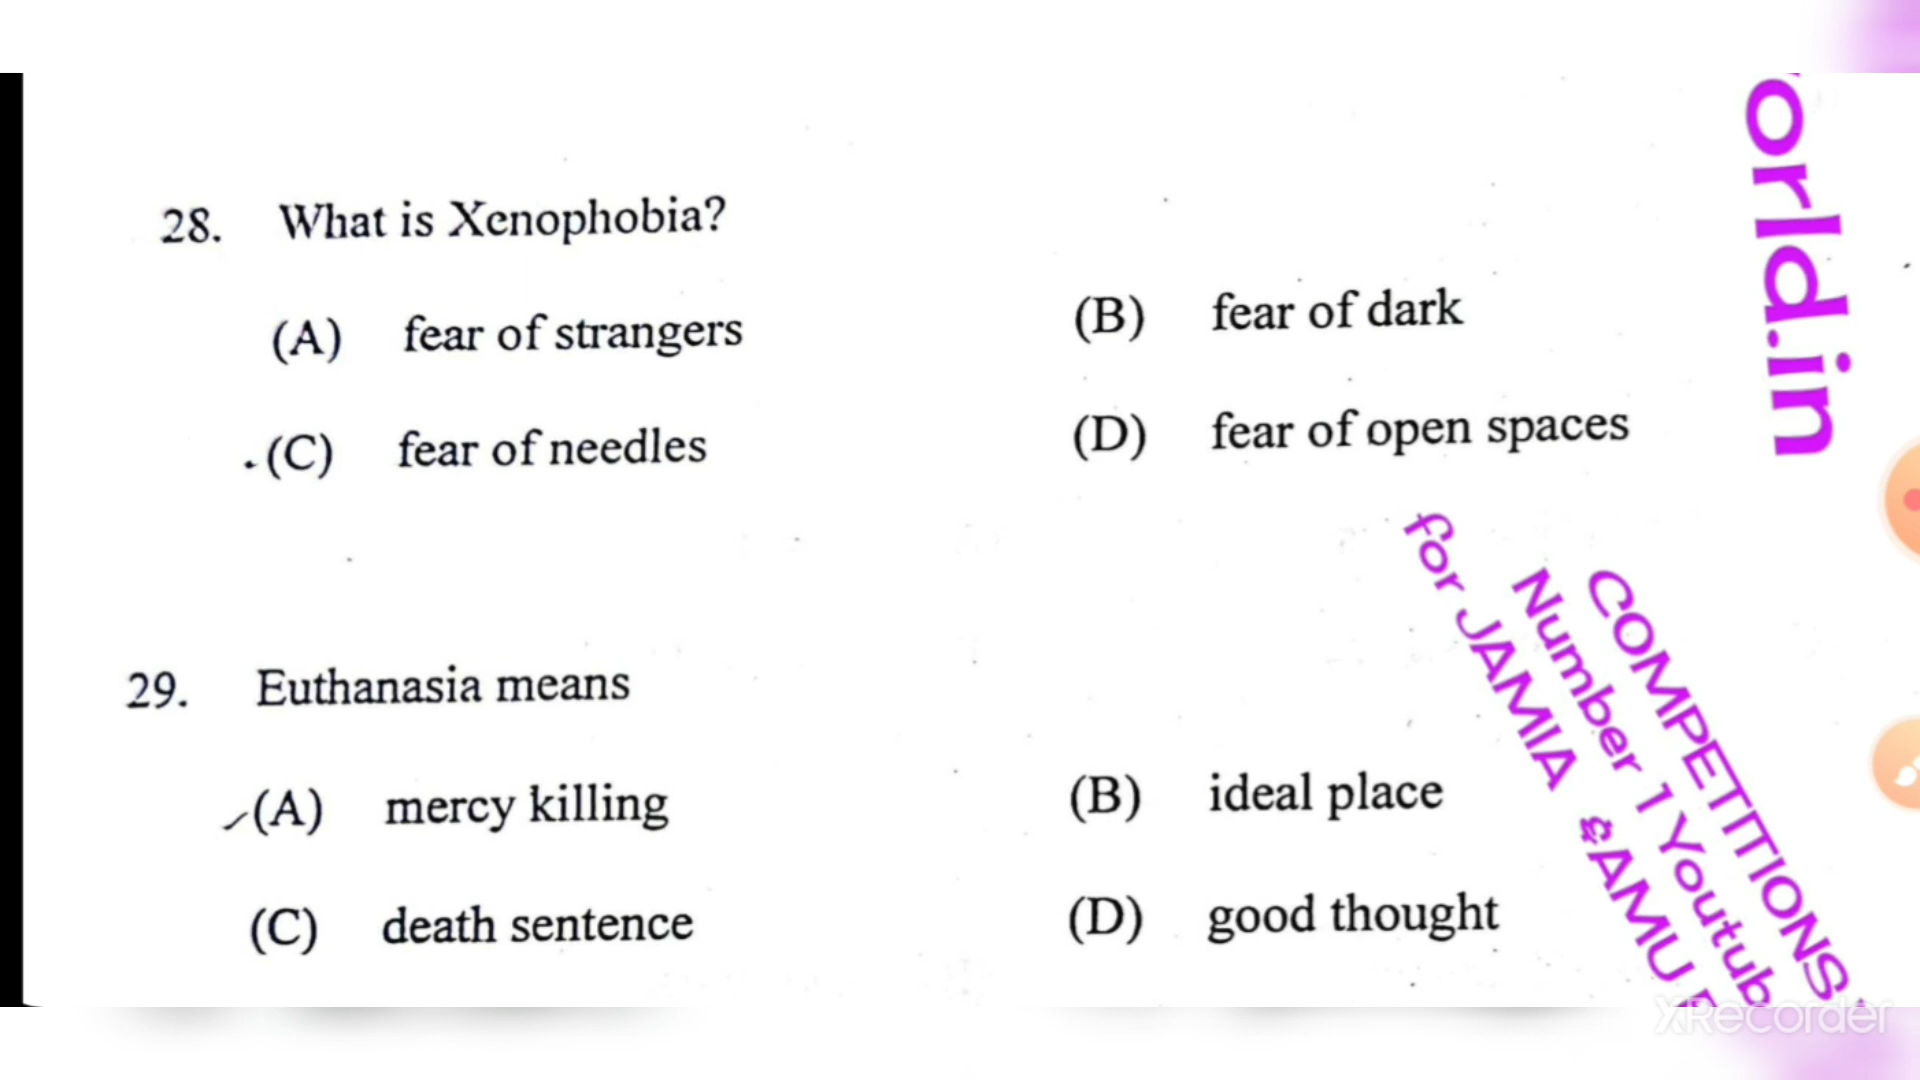 28. What is Xenophobia?
(A) fear of strangers
(B) fear of dark
(C) fear of needles
(D) fear of open spaces
29. Euthanasia means
(A) mercy killing
(B) ideal place
(C) death sentence
(D) good thought
orld.in
COMPETITIONS
Number 1 Youtub
for JAMIA & AMU
XRecorder